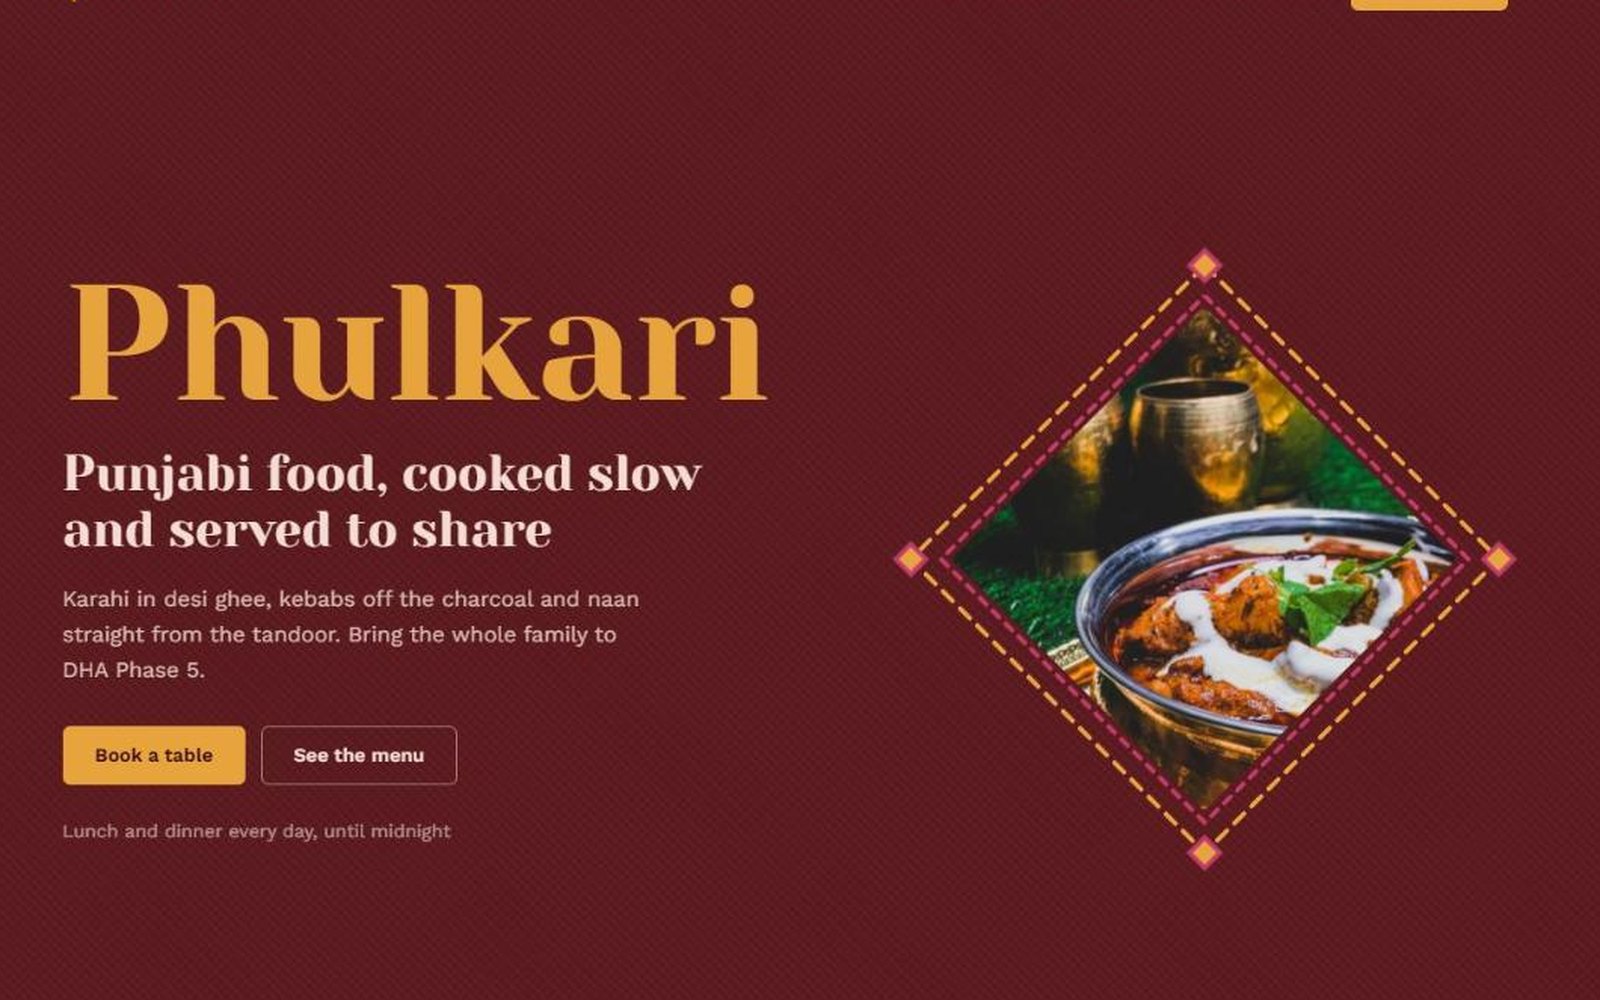 Phulkari
Punjabi food, cooked slow
and served to share
Karahi in desi ghee, kebabs off the charcoal and naan
straight from the tandoor. Bring the whole family to
DHA Phase 5.
Book a table
See the menu
Lunch and dinner every day, until midnight